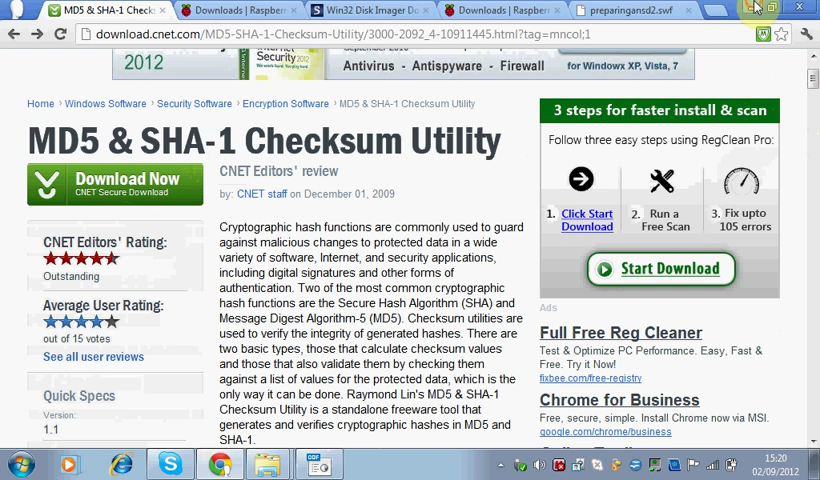 MD5 & SHA-1 Check
Downloads | Raspber
Win32 Disk Imager Do
Downloads | Raspber
preparingansd2.swf
download.cnet.com/MD5-SHA-1-Checksum-Utility/3000-2092_4-10911445.html?tag=mncol;1
2012
Antivirus - Antispyware - Firewall
for Windowx XP, Vista, 7
Home › Windows Software › Security Software › Encryption Software › MD5 & SHA-1 Checksum Utility
MD5 & SHA-1 Checksum Utility
Download Now
CNET Secure Download
CNET Editors' review
by: CNET staff on December 01, 2009
CNET Editors' Rating:
Outstanding
Average User Rating:
out of 15 votes
See all user reviews
Quick Specs
Version:
1.1
Cryptographic hash functions are commonly used to guard
against malicious changes to protected data in a wide
variety of software, Internet, and security applications,
including digital signatures and other forms of
authentication. Two of the most common cryptographic
hash functions are the Secure Hash Algorithm (SHA) and
Message Digest Algorithm-5 (MD5). Checksum utilities are
used to verify the integrity of generated hashes. There are
two basic types, those that calculate checksum values
and those that also validate them by checking them
against a list of values for the protected data, which is the
only way it can be done. Raymond Lin's MD5 & SHA-1
Checksum Utility is a standalone freeware tool that
generates and verifies cryptographic hashes in MD5 and
SHA-1.
3 steps for faster install & scan
Follow three easy steps using RegClean Pro:
1. Click Start Download
2. Run a Free Scan
3. Fix upto 105 errors
Start Download
Ads
Full Free Reg Cleaner
Test & Optimize PC Performance. Easy, Fast &
Free. Try it Now!
fixbee.com/free-registry
Chrome for Business
Free, secure, simple. Install Chrome now via MSI.
google.com/chrome/business
GDF
15:20
02/09/2012